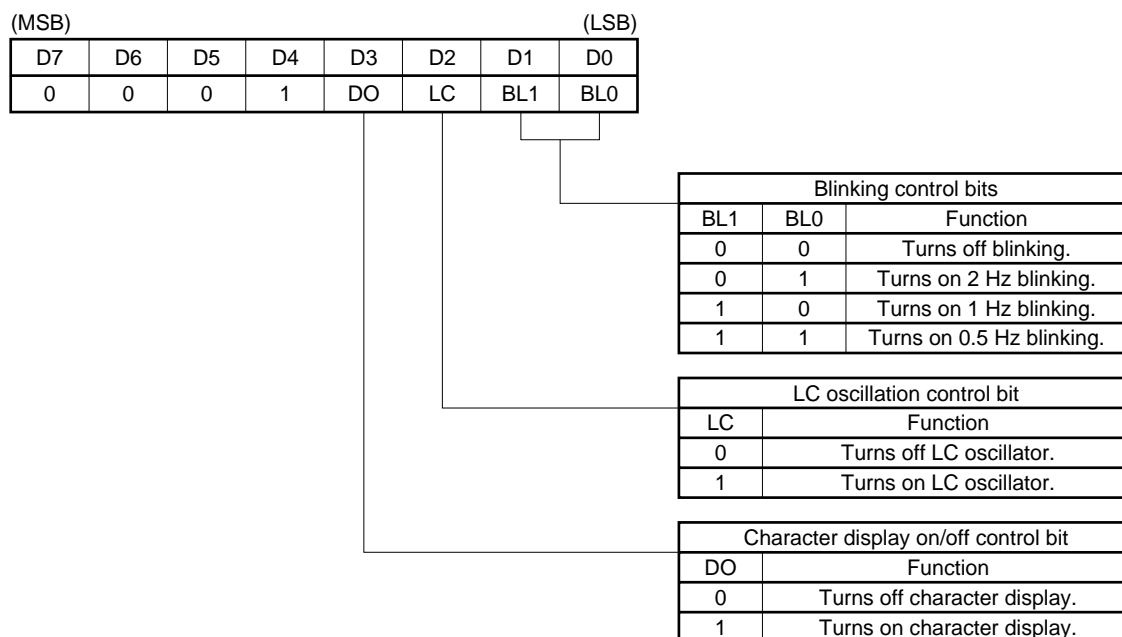 (MSB) (LSB)
D7 D6 D5 D4 D3 D2 D1 D0
0 0 0 1 DO LC BL1 BL0
Blinking control bits
BL1 BL0 Function
0 0 Turns off blinking.
0 1 Turns on 2 Hz blinking.
1 0 Turns on 1 Hz blinking.
1 1 Turns on 0.5 Hz blinking.
LC oscillation control bit
LC Function
0 Turns off LC oscillator.
1 Turns on LC oscillator.
Character display on/off control bit
DO Function
0 Turns off character display.
1 Turns on character display.